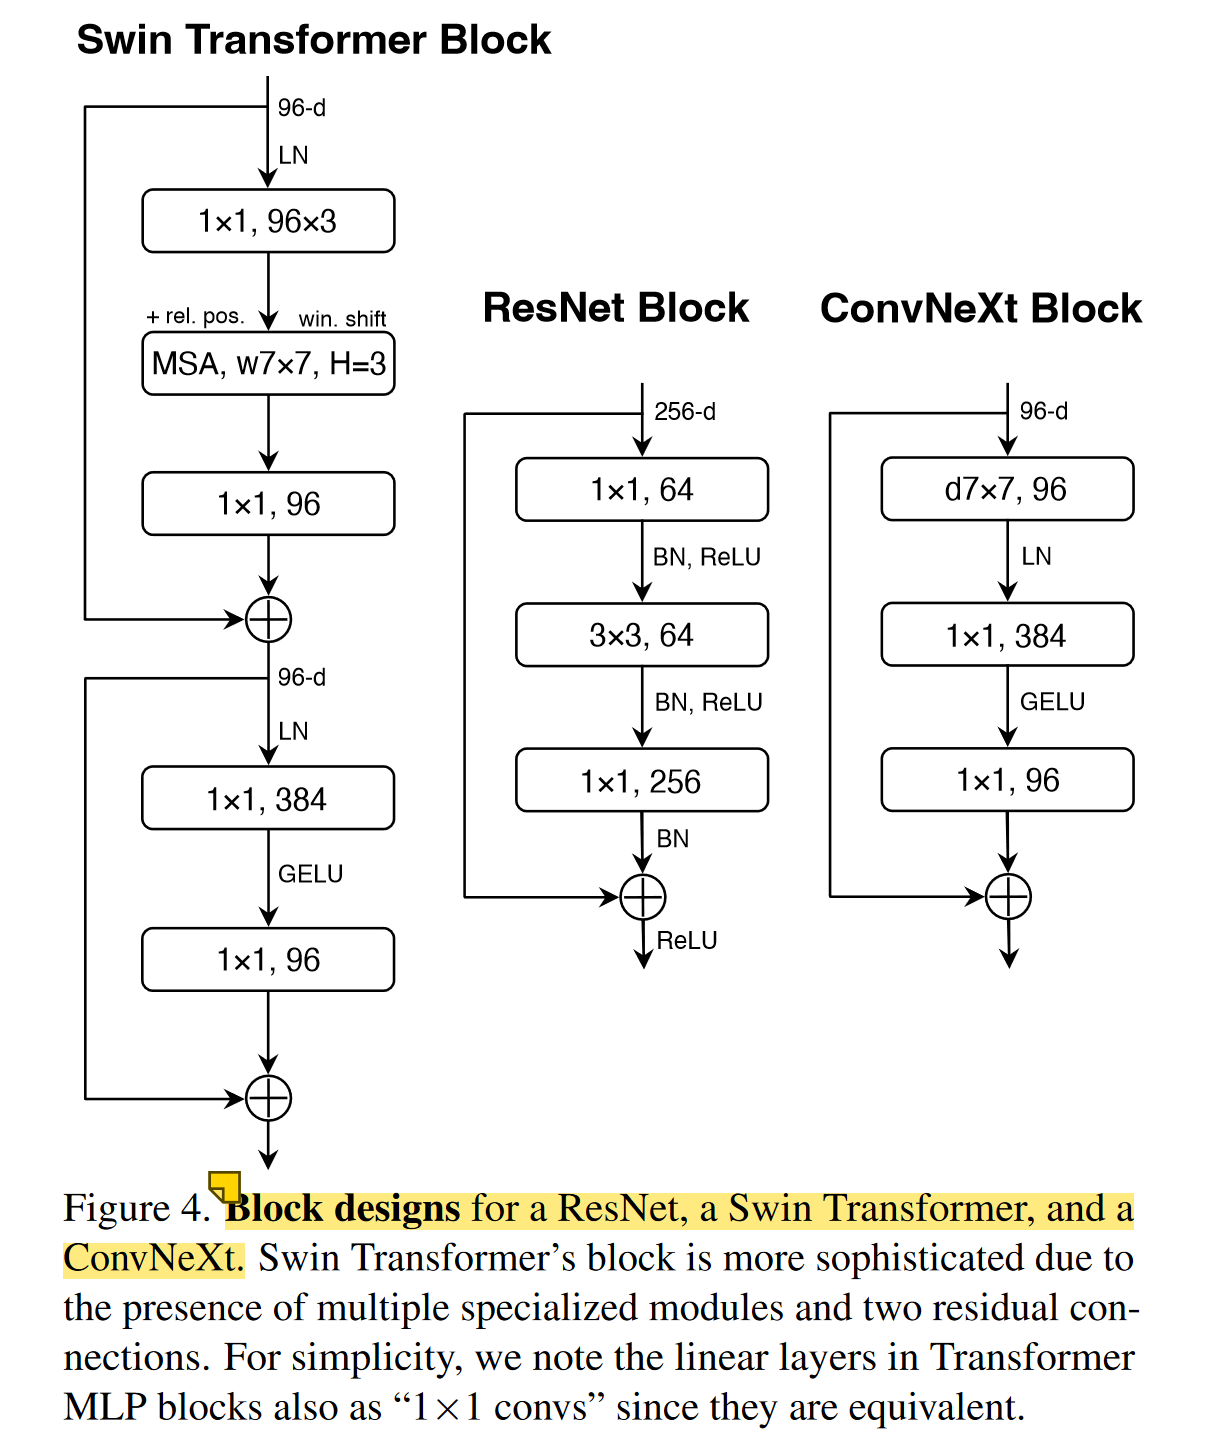 Swin Transformer Block
96-d
LN
1×1, 96×3
+ rel. pos.
win. shift
MSA, w7×7, H=3
1×1, 96
96-d
LN
1×1, 384
GELU
1×1, 96
ResNet Block
256-d
1×1, 64
BN, ReLU
3×3, 64
BN, ReLU
1×1, 256
BN
ReLU
ConvNeXt Block
96-d
d7×7, 96
LN
1×1, 384
GELU
1×1, 96
Figure 4. Block designs for a ResNet, a Swin Transformer, and a
ConvNeXt. Swin Transformer’s block is more sophisticated due to
the presence of multiple specialized modules and two residual con-
nections. For simplicity, we note the linear layers in Transformer
MLP blocks also as “1×1 convs” since they are equivalent.